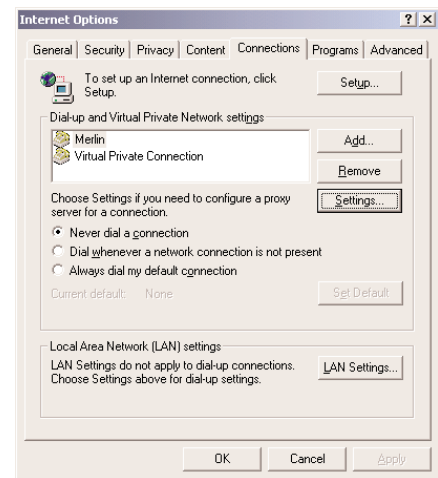 Internet Options
? X
General Security Privacy Content Connections Programs Advanced
To set up an Internet connection, click
Setup.
Setup...
Dial-up and Virtual Private Network settings
Merlin
Virtual Private Connection
Add...
Remove
Choose Settings if you need to configure a proxy
server for a connection.
Settings...
Never dial a connection
Dial whenever a network connection is not present
Always dial my default connection
Current default: None
Set Default
Local Area Network (LAN) settings
LAN Settings do not apply to dial-up connections.
Choose Settings above for dial-up settings.
LAN Settings...
OK Cancel Apply